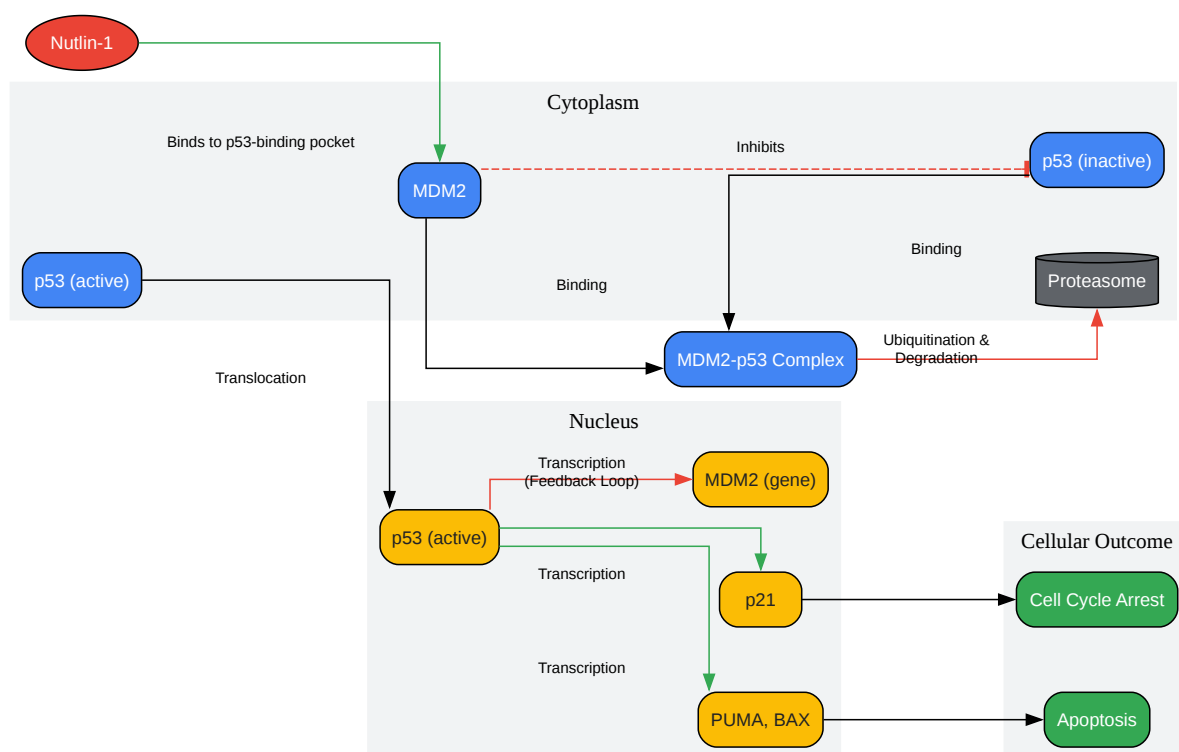 Nutlin-1
Cytoplasm
Binds to p53-binding pocket
Inhibits
p53 (inactive)
MDM2
Binding
p53 (active)
Binding
Proteasome
Ubiquitination &
Degradation
MDM2-p53 Complex
Translocation
Nucleus
Transcription
(Feedback Loop)
MDM2 (gene)
p53 (active)
Cellular Outcome
Transcription
p21
Cell Cycle Arrest
Transcription
PUMA, BAX
Apoptosis